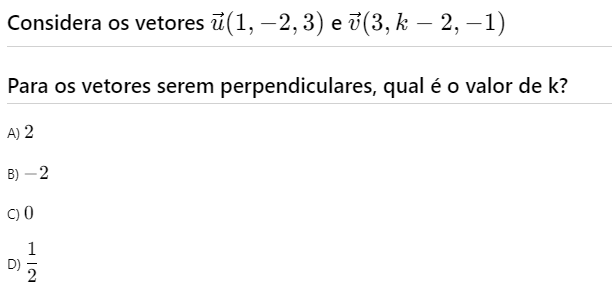 Considera os vetores $\vec{u}(1, -2, 3)$ e $\vec{v}(3, k - 2, -1)$
Para os vetores serem perpendiculares, qual é o valor de k?
A) $2$
B) $-2$
C) $0$
D) $\frac{1}{2}$